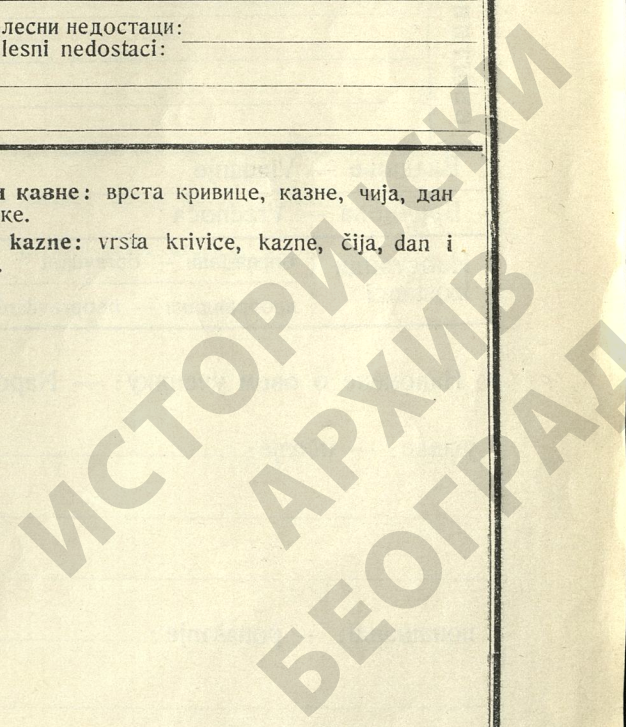 лесни недостаци:
lesni nedostaci:
казне: врста кривице, казне, чија, дан
ке.
kazne: vrsta krivice, kazne, čija, dan i
ИСТОРИЈСКИ
АРХИВ
БЕОГРАД